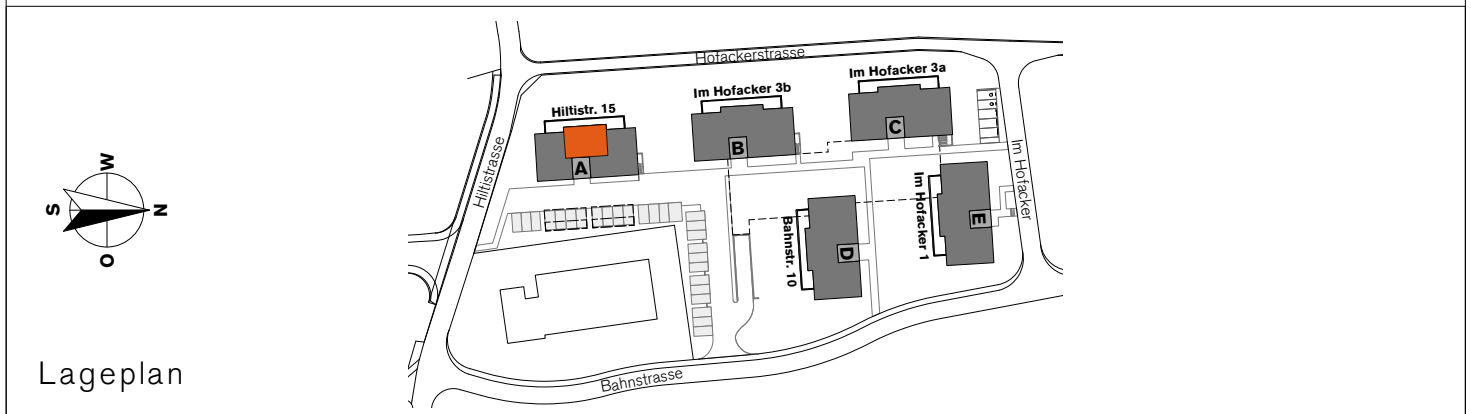 Hofackerstrasse
Im Hofacker 3a
Im Hofacker 3b
Hiltistr. 15
C
B
A
Hiltistrasse
Im Hofacker
W
S
N
O
Im Hofacker 1
E
Bahnstr. 10
D
Lageplan
Bahnstrasse